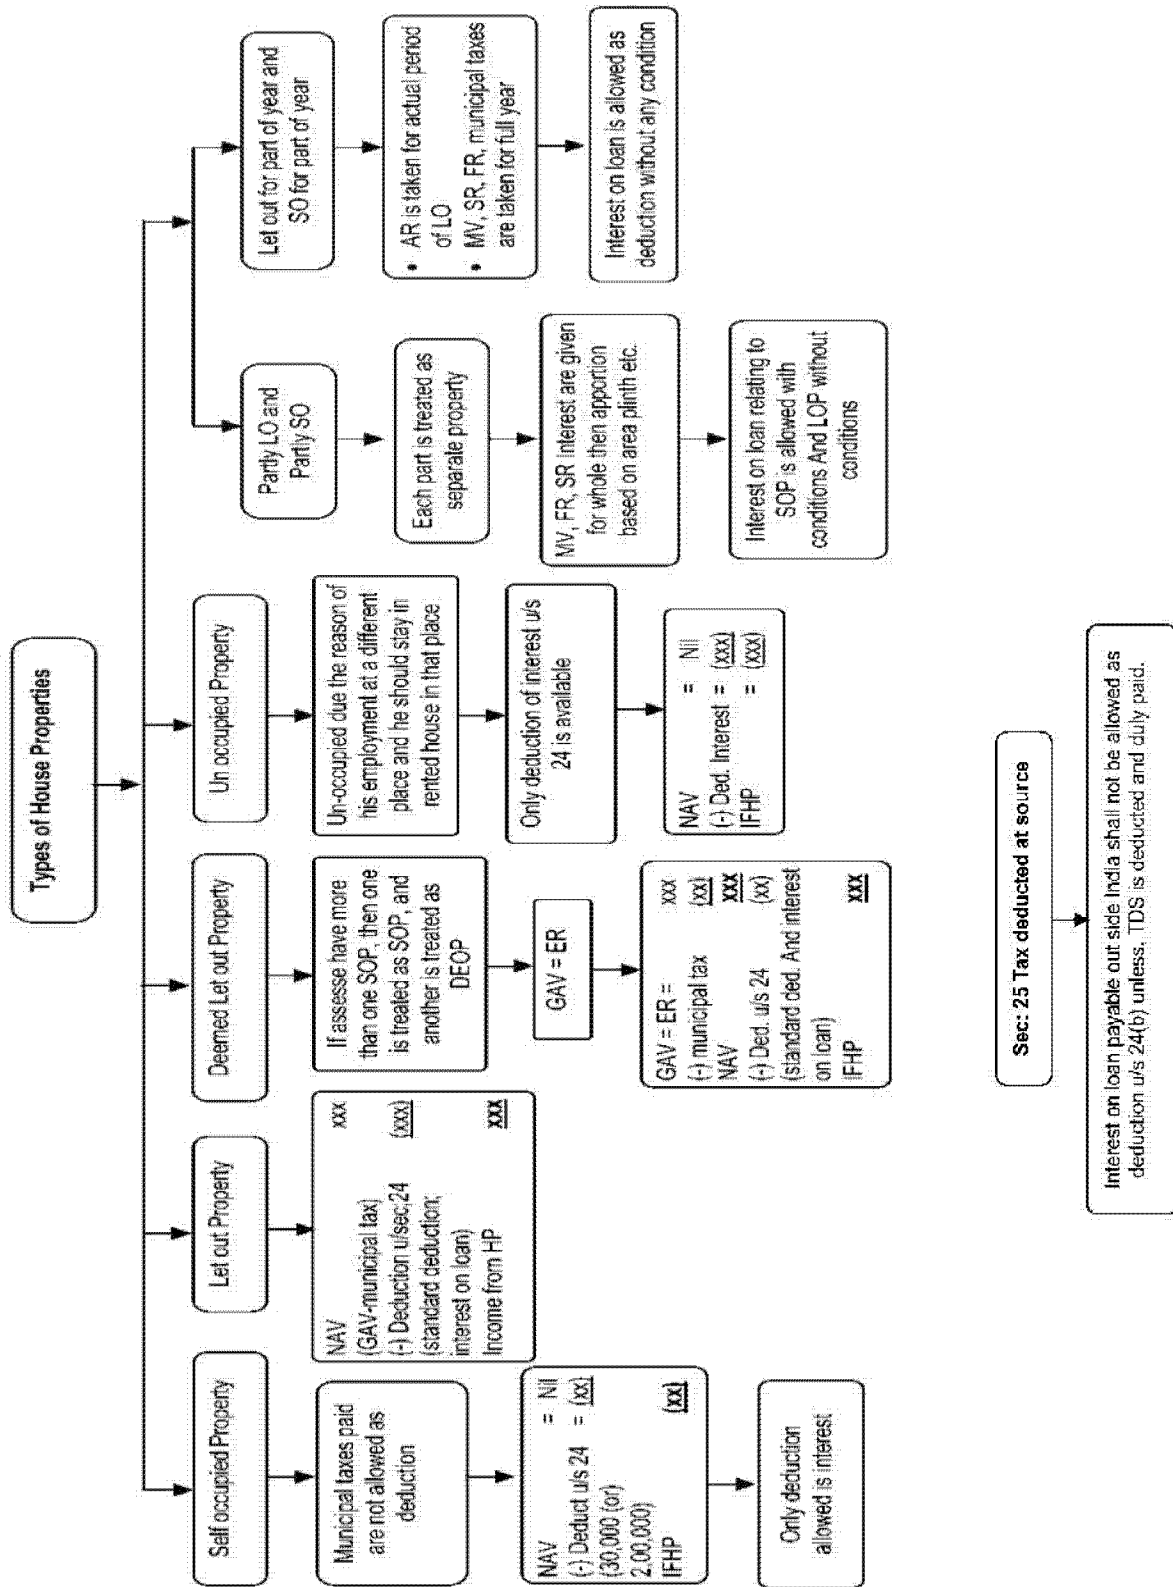 Types of House Properties
Self occupied Property
Municipal taxes paid
are not allowed as
deduction
NAV = Nil
(-) Deduct u/s 24 = (xx)
(30,000 (or)
2,00,000)
IFHP (xx)
Only deduction
allowed is interest
Let out Property
NAV xxx
(GAV-municipal tax)
(-) Deduction u/sec;24 (xxx)
(standard deduction;
interest on loan)
Income from HP xxx
Deemed Let out Property
If assesse have more
than one SOP, then one
is treated as SOP, and
another is treated as
DEOP
GAV = ER
GAV = ER = xxx
(-) municipal tax (xx)
NAV xxx
(-) Ded. u/s 24 (xx)
(standard ded. And interest
on loan)
IFHP xxx
Un occupied Property
Un-occupied due the reason of
his employment at a different
place and he should stay in
rented house in that place
Only deduction of interest u/s
24 is available
NAV = Nil
(-) Ded. Interest = (xxx)
IFHP = (xxx)
Partly LO and
Partly SO
Each part is treated as
separate property
MV, FR, SR Interest are given
for whole then apportion
based on area plinth etc.
Interest on loan relating to
SOP is allowed with
conditions And LOP without
conditions
Let out for part of year and
SO for part of year
• AR is taken for actual period
of LO
• MV, SR, FR, municipal taxes
are taken for full year
Interest on loan is allowed as
deduction without any condition
Sec: 25 Tax deducted at source
Interest on loan payable out side India shall not be allowed as
deduction u/s 24(b) unless, TDS is deducted and duly paid.